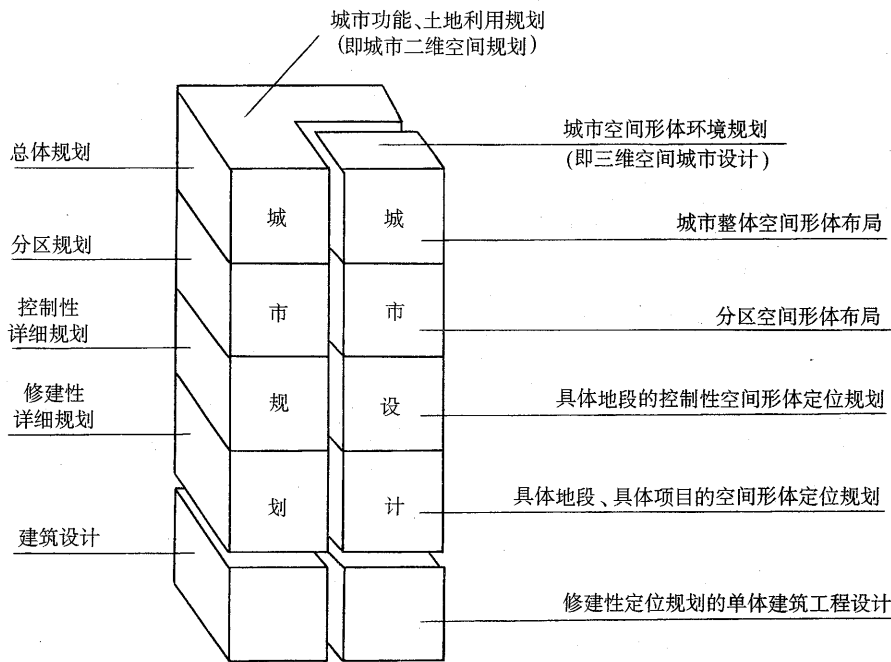 城市功能、土地利用规划
(即城市二维空间规划)
城市空间形体环境规划
(即三维空间城市设计)
总体规划
城
城
城市整体空间形体布局
分区规划
市
市
分区空间形体布局
控制性
详细规划
规
设
具体地段的控制性空间形体定位规划
修建性
详细规划
划
计
具体地段、具体项目的空间形体定位规划
建筑设计
修建性定位规划的单体建筑工程设计